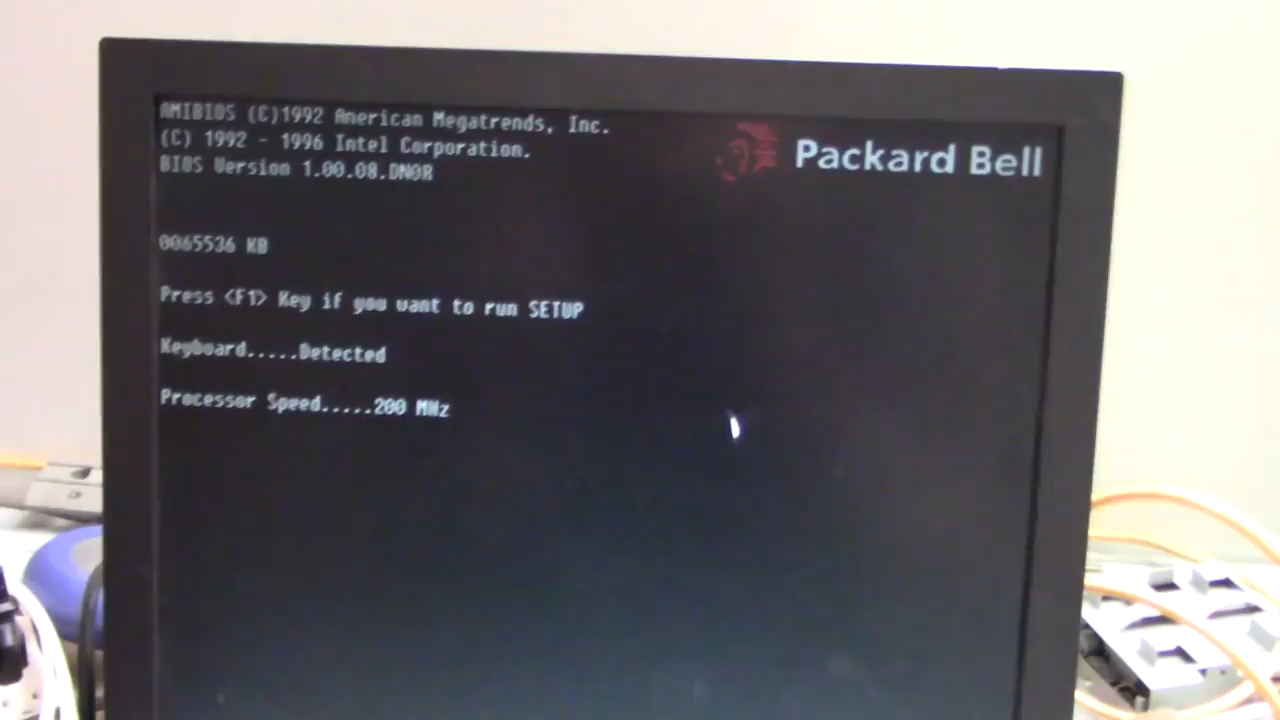 AMIBIOS (C)1992 American Megatrends, Inc.
(C) 1992 - 1996 Intel Corporation.
BIOS Version 1.00.08.DN0R
Packard Bell
0065536 KB
Press <F1> Key if you want to run SETUP
Keyboard.....Detected
Processor Speed.....200 MHz